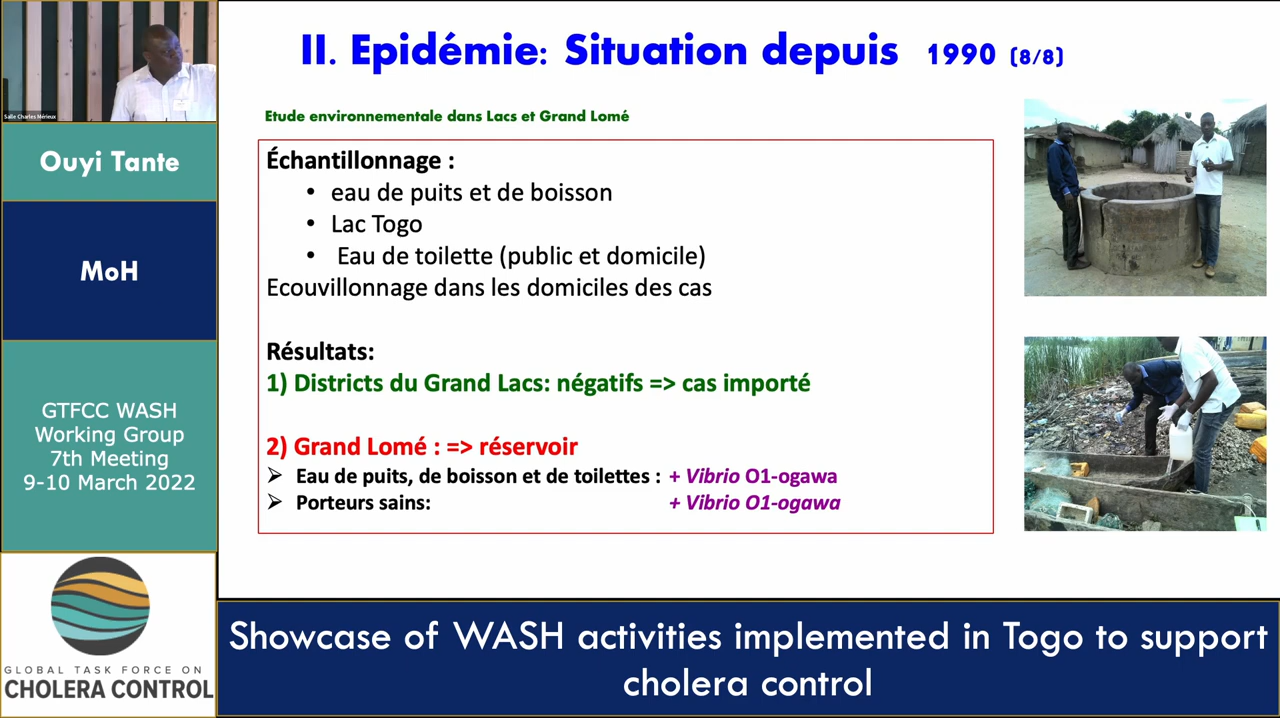 II. Epidémie: Situation depuis 1990 (8/8)
Salle Charles Mérieux
Ouyi Tante
MoH
GTFCC WASH
Working Group
7th Meeting
9-10 March 2022
GLOBAL TASK FORCE ON
CHOLERA CONTROL
Etude environnementale dans Lacs et Grand Lomé
Échantillonnage :
• eau de puits et de boisson
• Lac Togo
• Eau de toilette (public et domicile)
Ecouvillonnage dans les domiciles des cas
Résultats:
1) Districts du Grand Lacs: négatifs => cas importé
2) Grand Lomé : => réservoir
➢ Eau de puits, de boisson et de toilettes : + Vibrio O1-ogawa
➢ Porteurs sains: + Vibrio O1-ogawa
Showcase of WASH activities implemented in Togo to support
cholera control